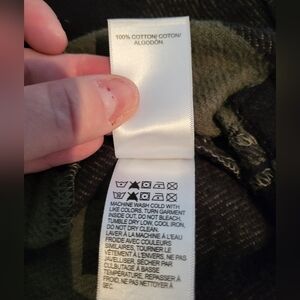 100% COTTON/ COTON/
ALGODÓN
MACHINE WASH COLD WITH
LIKE COLORS, TURN GARMENT
INSIDE OUT, DO NOT BLEACH,
TUMBLE DRY LOW, COOL IRON,
DO NOT DRY CLEAN.
LAVER À LA MACHINE À L'EAU
FROIDE AVEC COULEURS
SIMILAIRES, TOURNER LE
VÊTEMENT À L'ENVERS, NE PAS
JAVELLISER, SÉCHER PAR
CULBUTAGE À BASSE
TEMPÉRATURE, REPASSER À
FROID, NE PAS NETTOYER À
SEC.